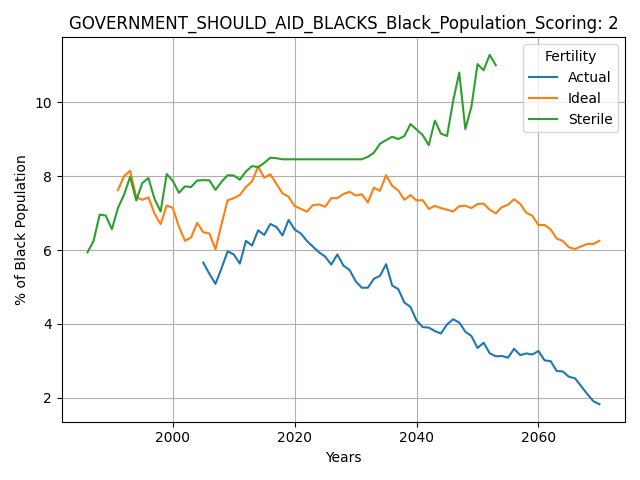 GOVERNMENT_SHOULD_AID_BLACKS_Black_Population_Scoring: 2
Fertility
Actual
Ideal
Sterile
% of Black Population
10
8
6
4
2
2000 2020 2040 2060
Years